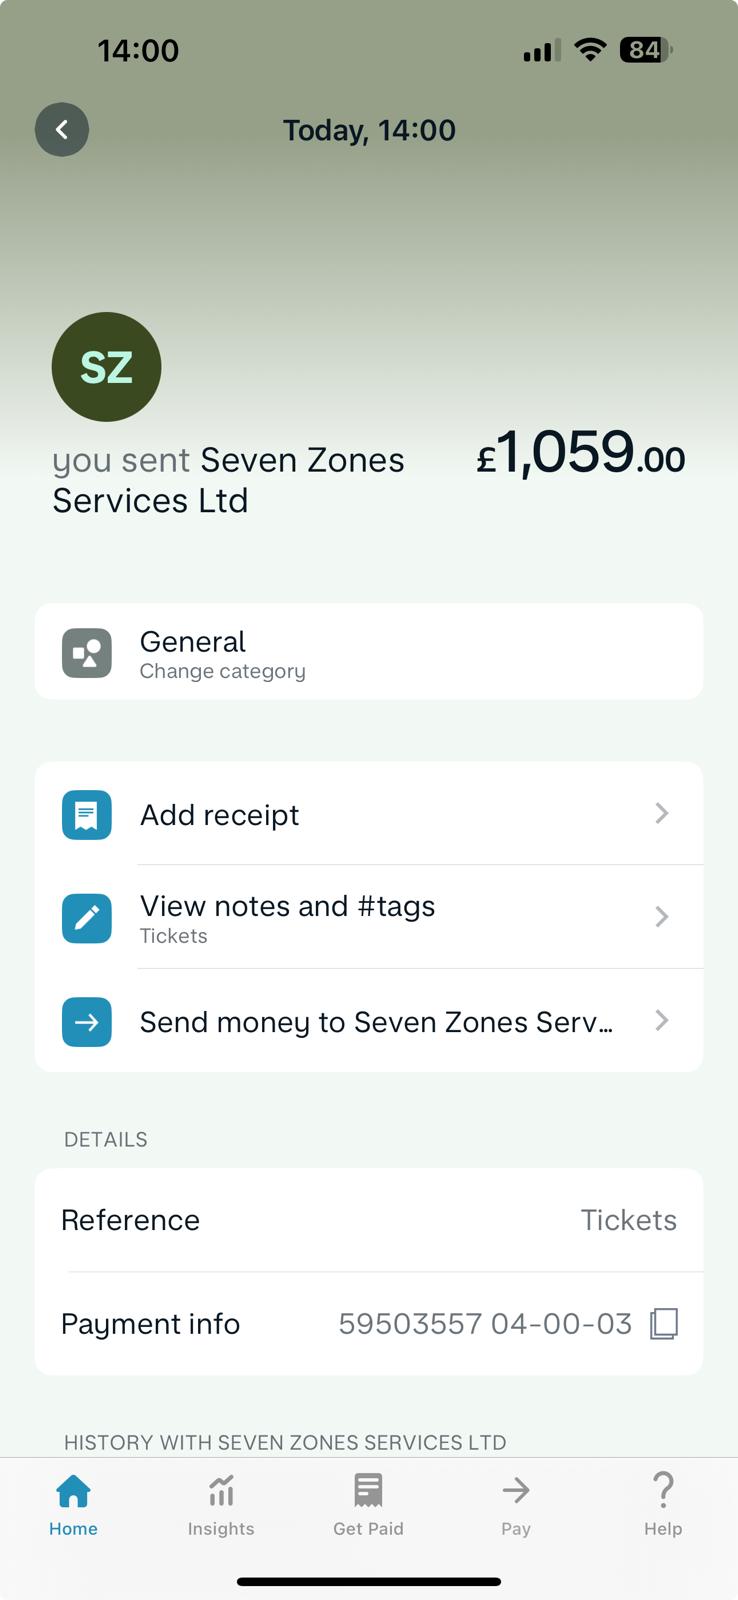 14:00
84
Today, 14:00
SZ
you sent Seven Zones
Services Ltd
£1,059.00
General
Change category
Add receipt
View notes and #tags
Tickets
Send money to Seven Zones Serv...
DETAILS
Reference
Tickets
Payment info
59503557 04-00-03
HISTORY WITH SEVEN ZONES SERVICES LTD
Home
Insights
Get Paid
Pay
Help